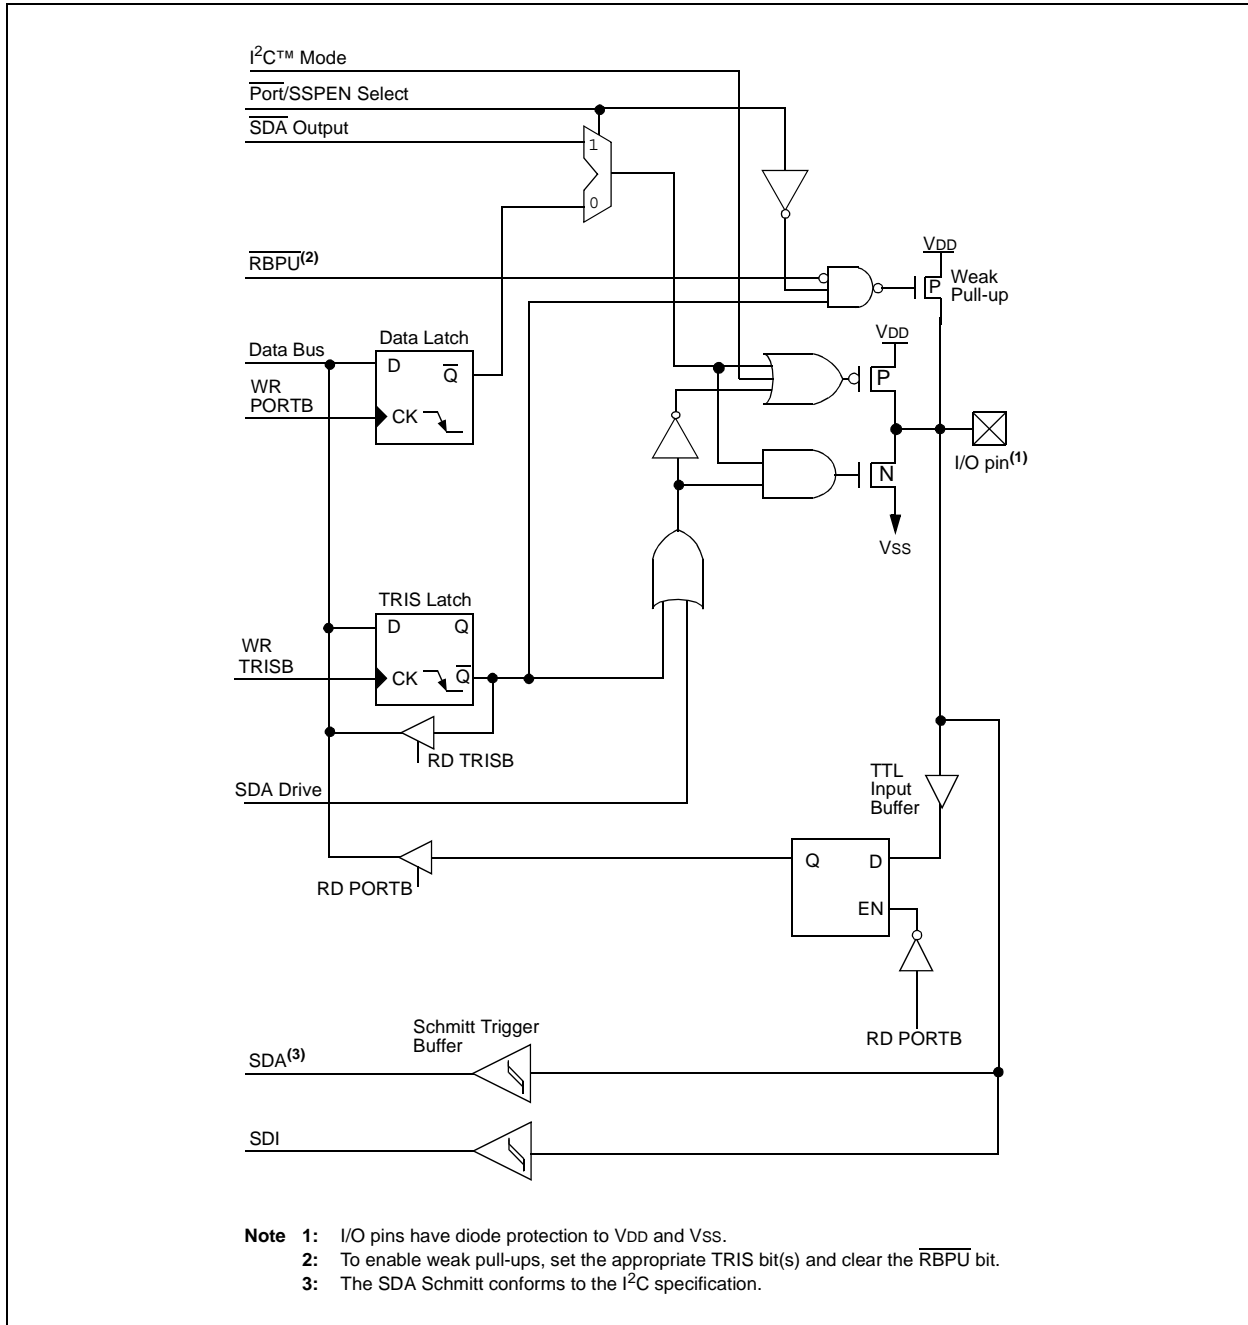 I²C™ Mode
P̅o̅r̅t̅/SSPEN Select
S̅D̅A̅ Output
1
0
R̅B̅P̅U̅(2)
VDD
P
Weak
Pull-up
Data Latch
Data Bus
D
Q̅
WR
PORTB
CK
VDD
P
I/O pin(1)
N
VSS
TRIS Latch
D
Q
WR
TRISB
CK
Q̅
RD TRISB
SDA Drive
TTL
Input
Buffer
Q
D
EN
RD PORTB
RD PORTB
Schmitt Trigger
Buffer
SDA(3)
SDI
Note 1: I/O pins have diode protection to VDD and VSS.
2: To enable weak pull-ups, set the appropriate TRIS bit(s) and clear the R̅B̅P̅U̅ bit.
3: The SDA Schmitt conforms to the I²C specification.